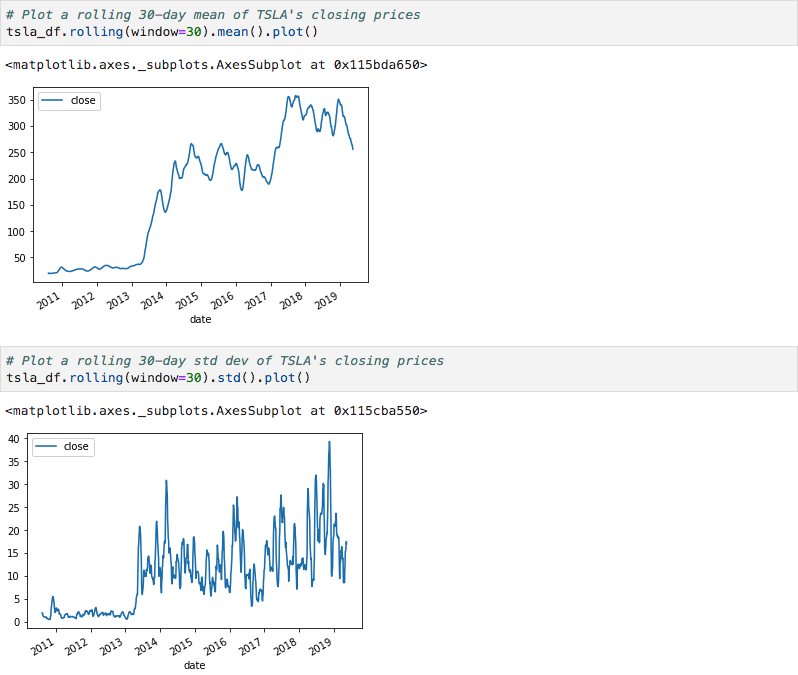 # Plot a rolling 30-day mean of TSLA's closing prices
tsla_df.rolling(window=30).mean().plot()
<matplotlib.axes._subplots.AxesSubplot at 0x115bda650>
close
350
300
250
200
150
100
50
2011 2012 2013 2014 2015 2016 2017 2018 2019
date
# Plot a rolling 30-day std dev of TSLA's closing prices
tsla_df.rolling(window=30).std().plot()
<matplotlib.axes._subplots.AxesSubplot at 0x115cba550>
40
close
35
30
25
20
15
10
5
0
2011 2012 2013 2014 2015 2016 2017 2018 2019
date